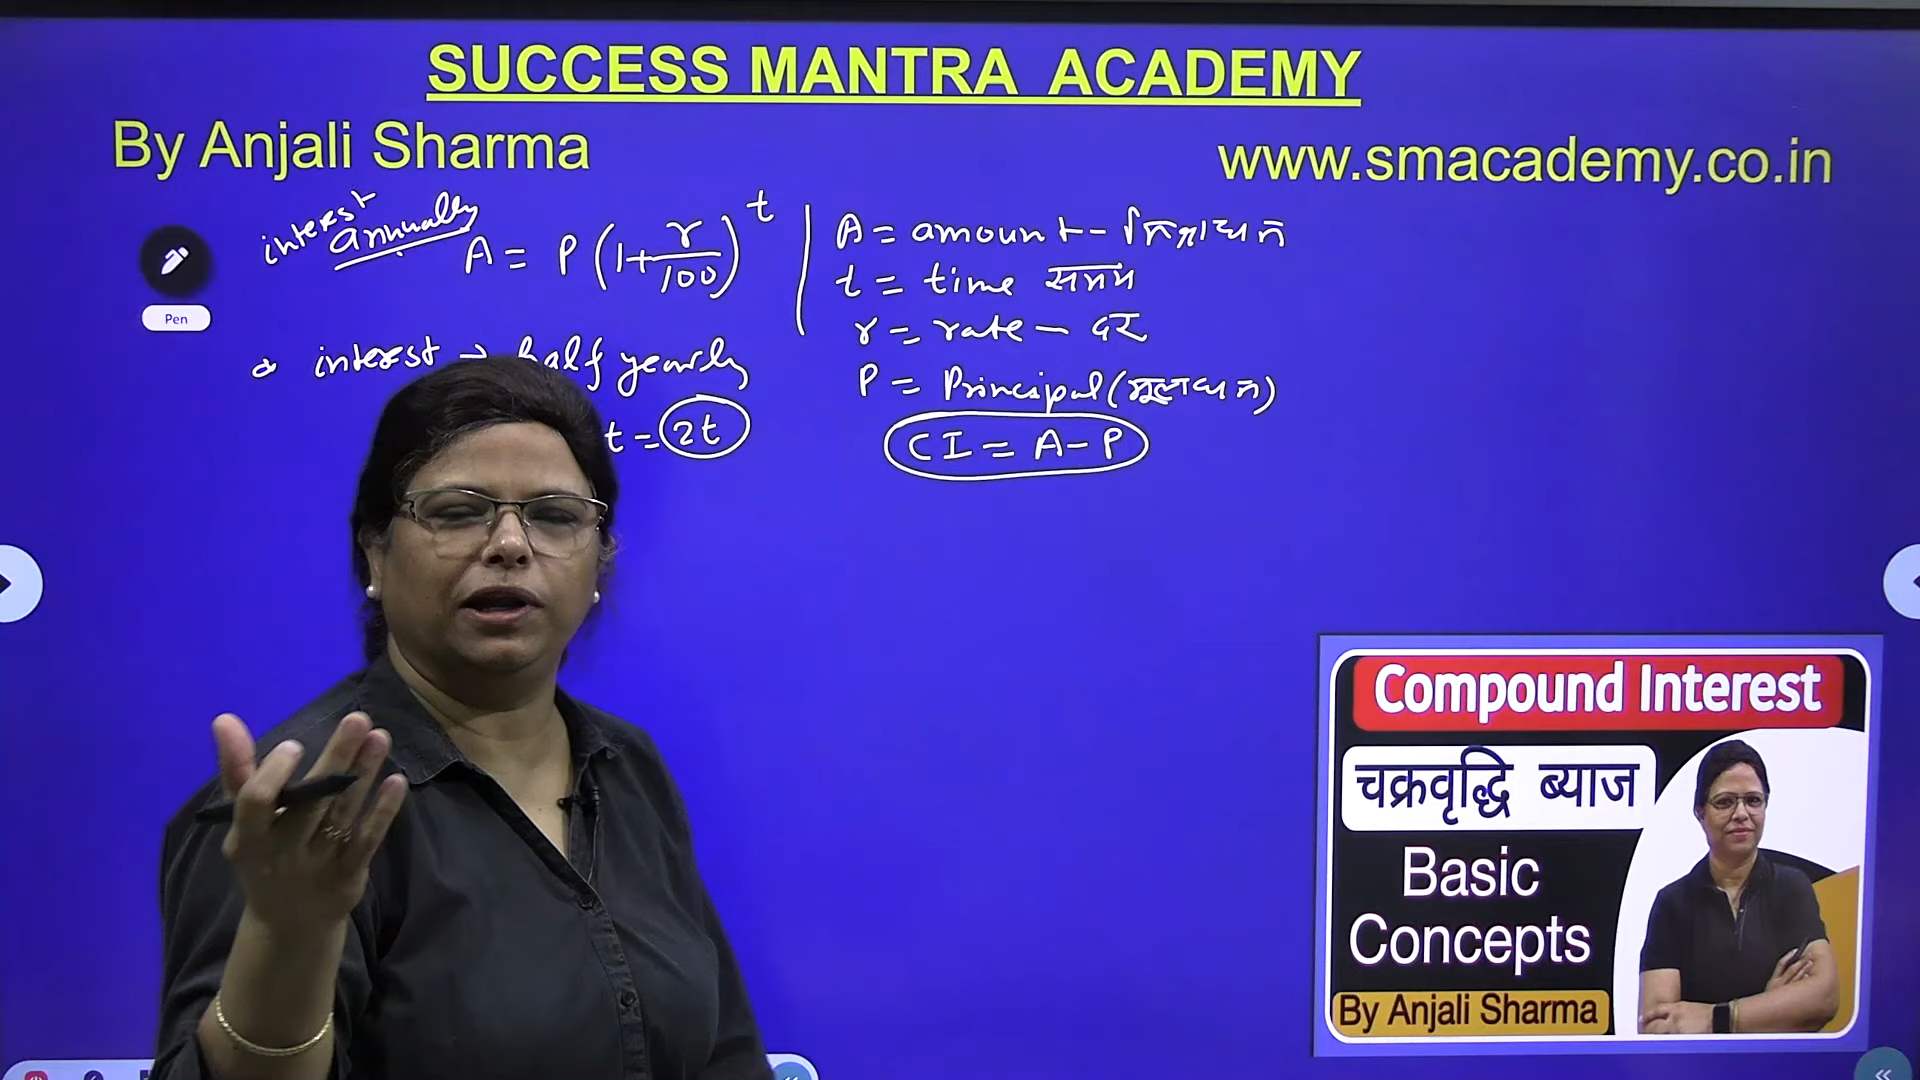 SUCCESS MANTRA ACADEMY
By Anjali Sharma
www.smacademy.co.in
interest
annually
A = P (1+r/100)^t
A = amount - मिश्रधन
t = time समय
r = rate - दर
P = Principal (मूलधन)
CI = A-P
interest → half yearly
t = 2t
Pen
Compound Interest
चक्रवृद्धि ब्याज
Basic
Concepts
By Anjali Sharma